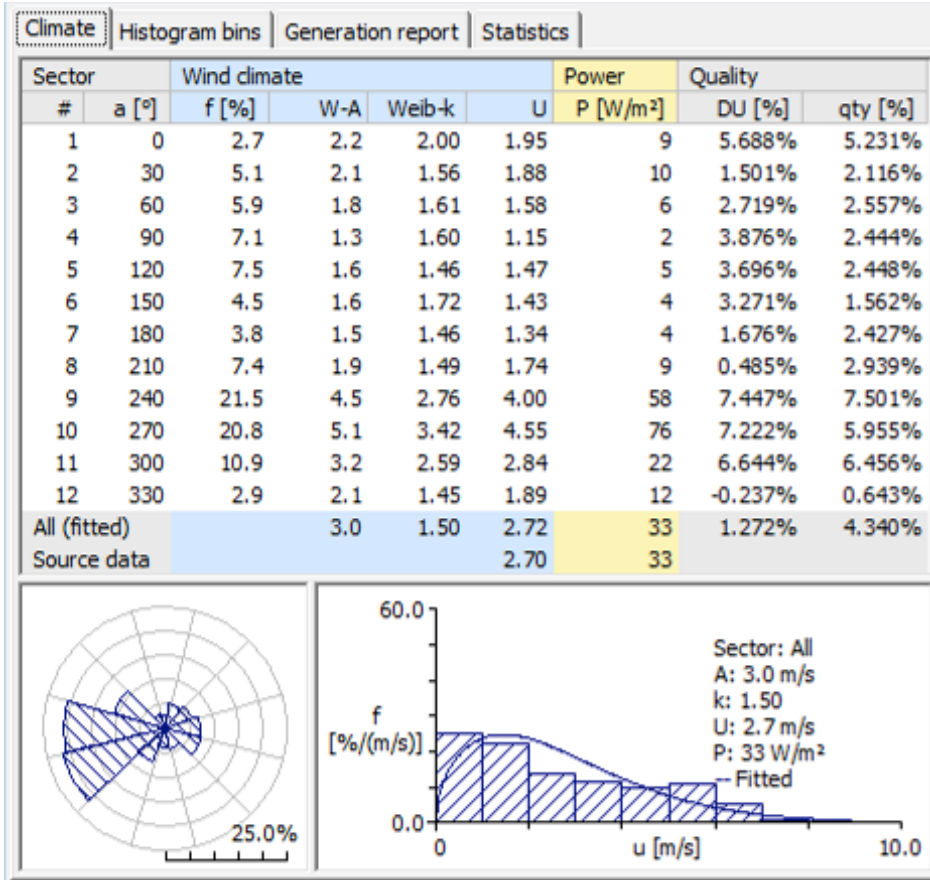 Climate Histogram bins Generation report Statistics
Sector Wind climate Power Quality
# a [°] f [%] W-A Weib-k U P [W/m²] DU [%] qty [%]
1 0 2.7 2.2 2.00 1.95 9 5.688% 5.231%
2 30 5.1 2.1 1.56 1.88 10 1.501% 2.116%
3 60 5.9 1.8 1.61 1.58 6 2.719% 2.557%
4 90 7.1 1.3 1.60 1.15 2 3.876% 2.444%
5 120 7.5 1.6 1.46 1.47 5 3.696% 2.448%
6 150 4.5 1.6 1.72 1.43 4 3.271% 1.562%
7 180 3.8 1.5 1.46 1.34 4 1.676% 2.427%
8 210 7.4 1.9 1.49 1.74 9 0.485% 2.939%
9 240 21.5 4.5 2.76 4.00 58 7.447% 7.501%
10 270 20.8 5.1 3.42 4.55 76 7.222% 5.955%
11 300 10.9 3.2 2.59 2.84 22 6.644% 6.456%
12 330 2.9 2.1 1.45 1.89 12 -0.237% 0.643%
All (fitted) 3.0 1.50 2.72 33 1.272% 4.340%
Source data 2.70 33
25.0%
60.0
f
[%/(m/s)]
0.0
Sector: All
A: 3.0 m/s
k: 1.50
U: 2.7 m/s
P: 33 W/m²
Fitted
0 u [m/s] 10.0